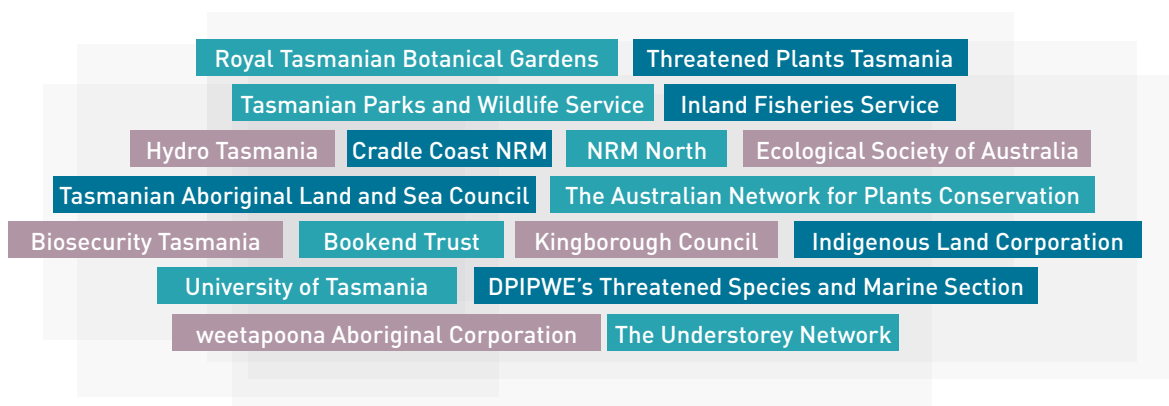 Royal Tasmanian Botanical Gardens Threatened Plants Tasmania
Tasmanian Parks and Wildlife Service Inland Fisheries Service
Hydro Tasmania Cradle Coast NRM NRM North Ecological Society of Australia
Tasmanian Aboriginal Land and Sea Council The Australian Network for Plants Conservation
Biosecurity Tasmania Bookend Trust Kingborough Council Indigenous Land Corporation
University of Tasmania DPIPWE’s Threatened Species and Marine Section
weetapoona Aboriginal Corporation The Understorey Network